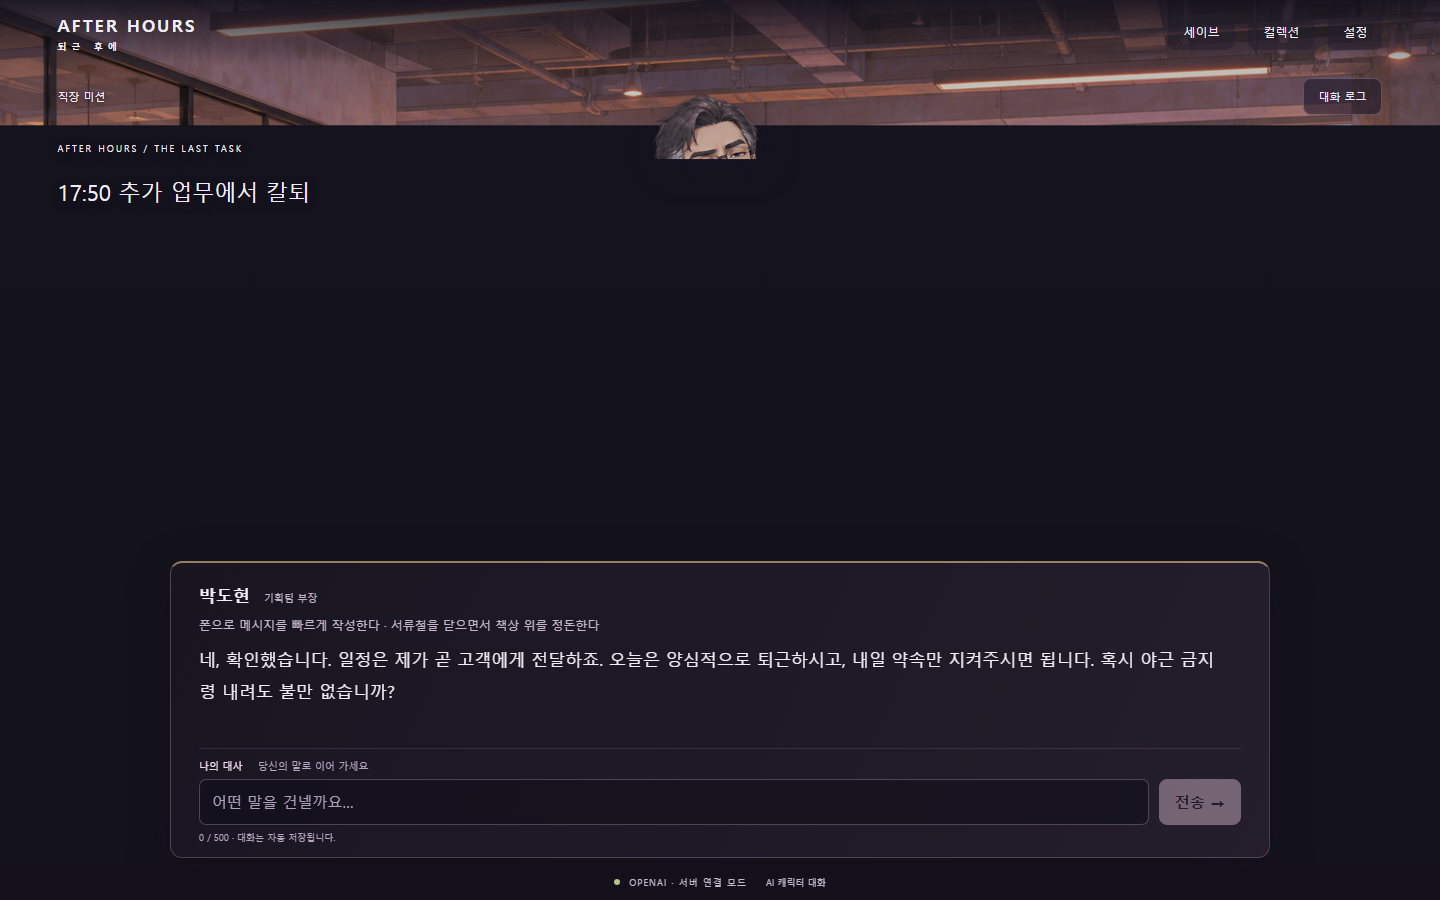 AFTER HOURS
퇴근 후에
세이브
컬렉션
설정
직장 미션
대화 로그
AFTER HOURS / THE LAST TASK
17:50 추가 업무에서 칼퇴
박도현 기획팀 부장
폰으로 메시지를 빠르게 작성한다 · 서류철을 닫으면서 책상 위를 정돈한다
네, 확인했습니다. 일정은 제가 곧 고객에게 전달하죠. 오늘은 양심적으로 퇴근하시고, 내일 약속만 지켜주시면 됩니다. 혹시 야근 금지
령 내려도 불만 없습니까?
나의 대사 당신의 말로 이어 가세요
어떤 말을 건넬까요...
전송 →
0 / 500 · 대화는 자동 저장됩니다.
OPENAI · 서버 연결 모드 AI 캐릭터 대화